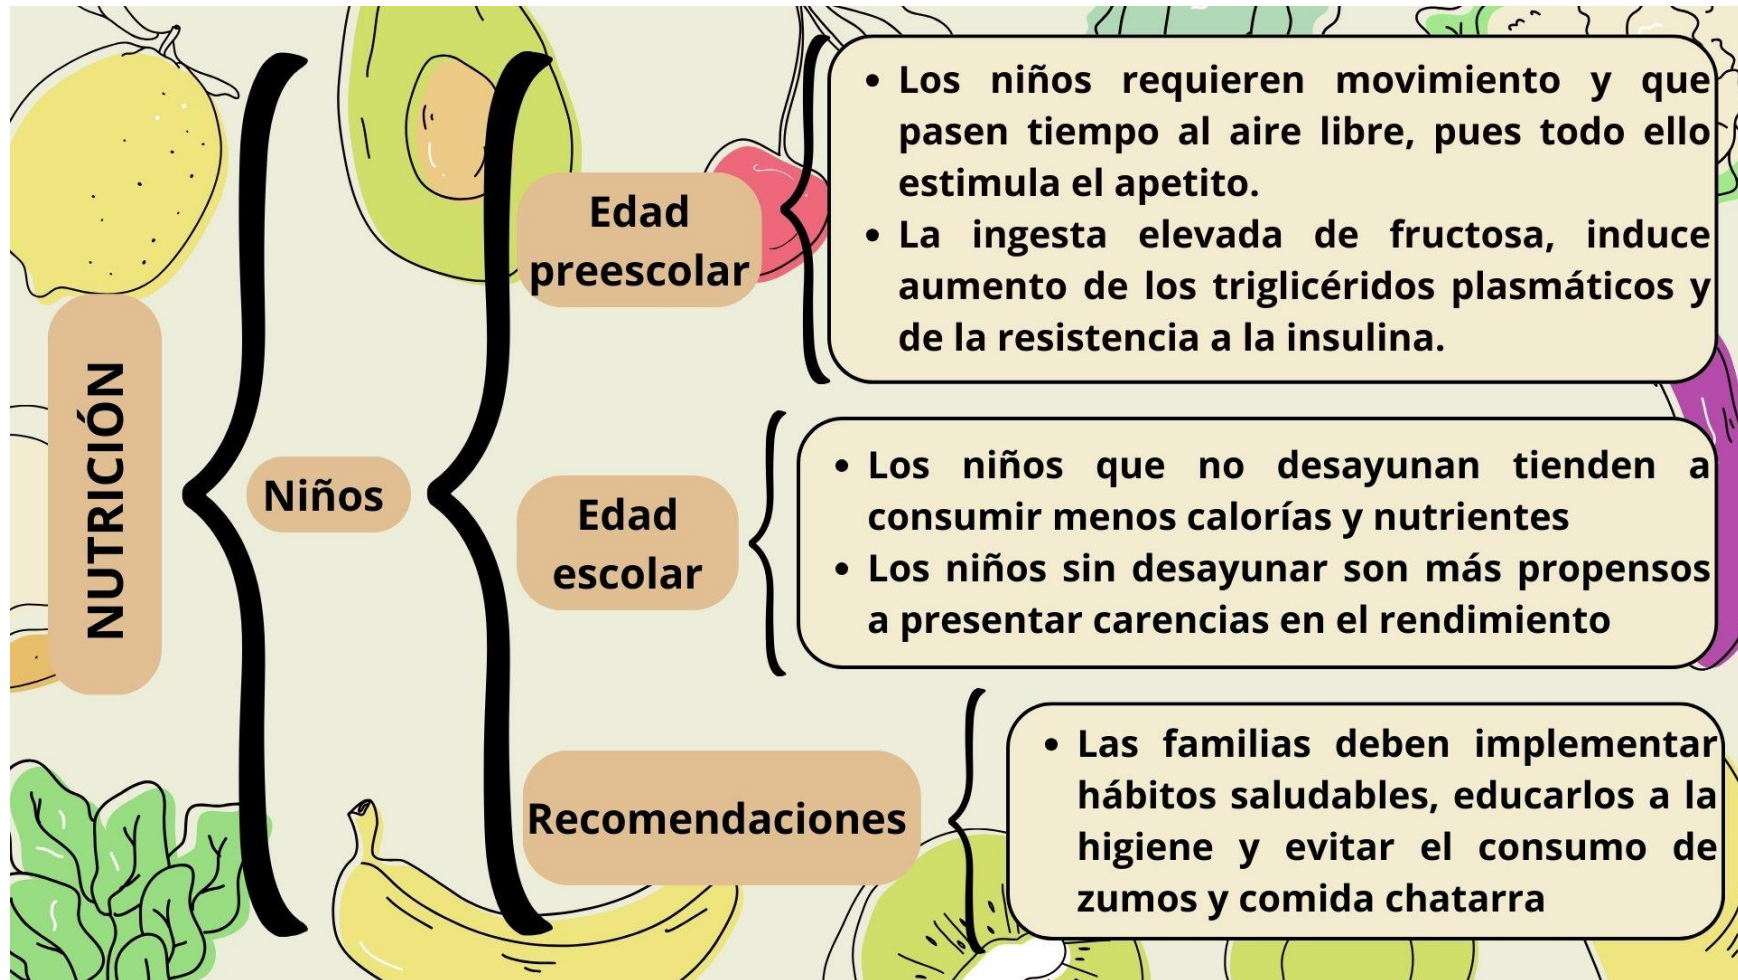 NUTRICIÓN
Niños
Edad
preescolar
• Los niños requieren movimiento y que
pasen tiempo al aire libre, pues todo ello
estimula el apetito.
• La ingesta elevada de fructosa, induce
aumento de los triglicéridos plasmáticos y
de la resistencia a la insulina.
Edad
escolar
• Los niños que no desayunan tienden a
consumir menos calorías y nutrientes
• Los niños sin desayunar son más propensos
a presentar carencias en el rendimiento
Recomendaciones
• Las familias deben implementar
hábitos saludables, educarlos a la
higiene y evitar el consumo de
zumos y comida chatarra